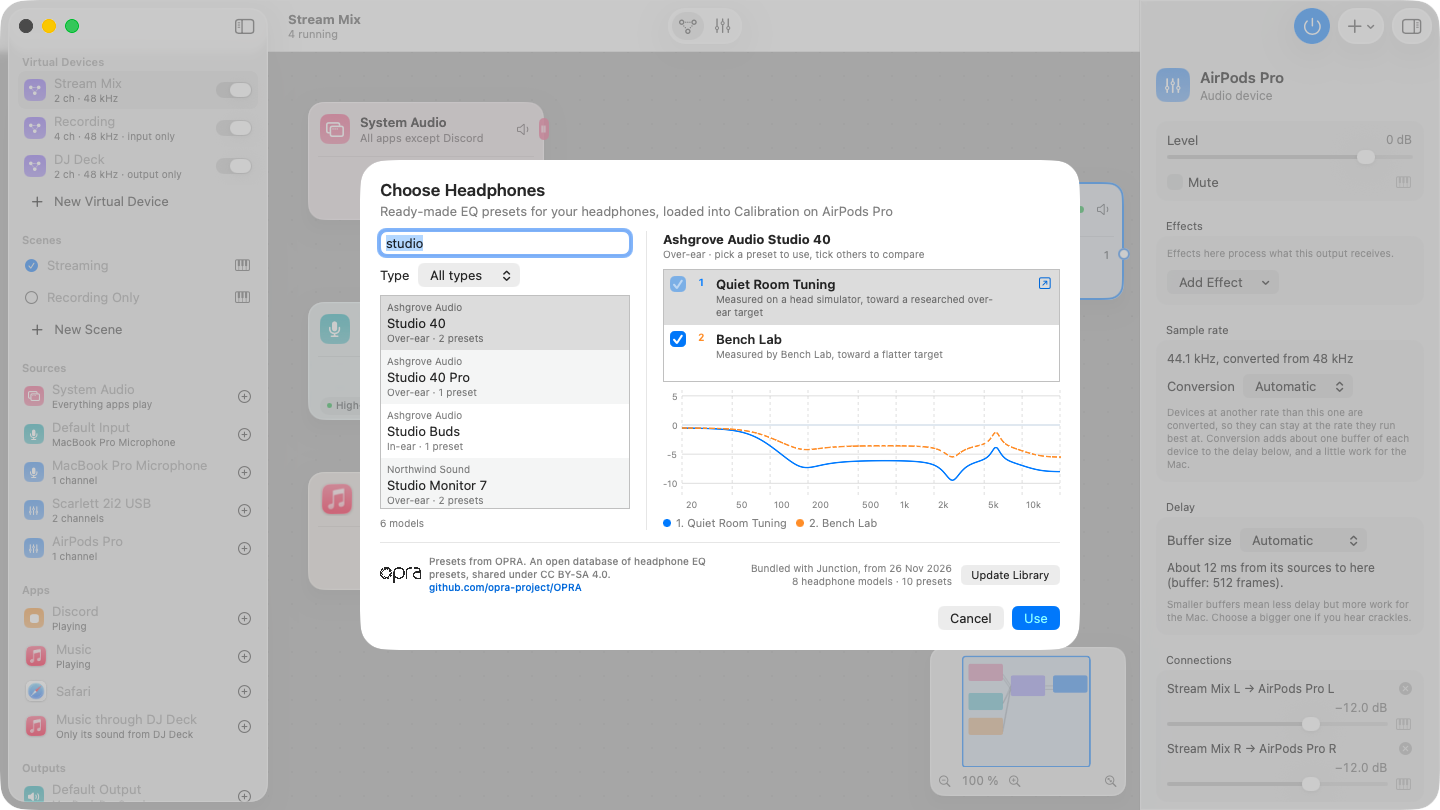 Stream Mix
4 running
Virtual Devices
Stream Mix
2 ch · 48 kHz
Recording
4 ch · 48 kHz · input only
DJ Deck
2 ch · 48 kHz · output only
New Virtual Device
Scenes
Streaming
Recording Only
New Scene
Sources
System Audio
Everything apps play
Default Input
MacBook Pro Microphone
MacBook Pro Microphone
1 channel
Scarlett 2i2 USB
2 channels
AirPods Pro
1 channel
Apps
Discord
Playing
Music
Playing
Safari
Music through DJ Deck
Only its sound from DJ Deck
Outputs
Default Output
System Audio
All apps except Discord
High
1
Choose Headphones
Ready-made EQ presets for your headphones, loaded into Calibration on AirPods Pro
studio
Type
All types
Ashgrove Audio
Studio 40
Over-ear · 2 presets
Ashgrove Audio
Studio 40 Pro
Over-ear · 1 preset
Ashgrove Audio
Studio Buds
In-ear · 1 preset
Northwind Sound
Studio Monitor 7
Over-ear · 2 presets
6 models
Ashgrove Audio Studio 40
Over-ear · pick a preset to use, tick others to compare
1
Quiet Room Tuning
Measured on a head simulator, toward a researched over-
ear target
2
Bench Lab
Measured by Bench Lab, toward a flatter target
5
0
-5
-10
20 50 100 200 500 1k 2k 5k 10k
1. Quiet Room Tuning
2. Bench Lab
opra
Presets from OPRA. An open database of headphone EQ
presets, shared under CC BY-SA 4.0.
github.com/opra-project/OPRA
Bundled with Junction, from 26 Nov 2026
8 headphone models · 10 presets
Update Library
Cancel
Use
100 %
AirPods Pro
Audio device
Level
0 dB
Mute
Effects
Effects here process what this output receives.
Add Effect
Sample rate
44.1 kHz, converted from 48 kHz
Conversion
Automatic
Devices at another rate than this one are
converted, so they can stay at the rate they run
best at. Conversion adds about one buffer of each
device to the delay below, and a little work for the
Mac.
Delay
Buffer size
Automatic
About 12 ms from its sources to here
(buffer: 512 frames).
Smaller buffers mean less delay but more work for
the Mac. Choose a bigger one if you hear crackles.
Connections
Stream Mix L → AirPods Pro L
−12.0 dB
Stream Mix R → AirPods Pro R
−12.0 dB